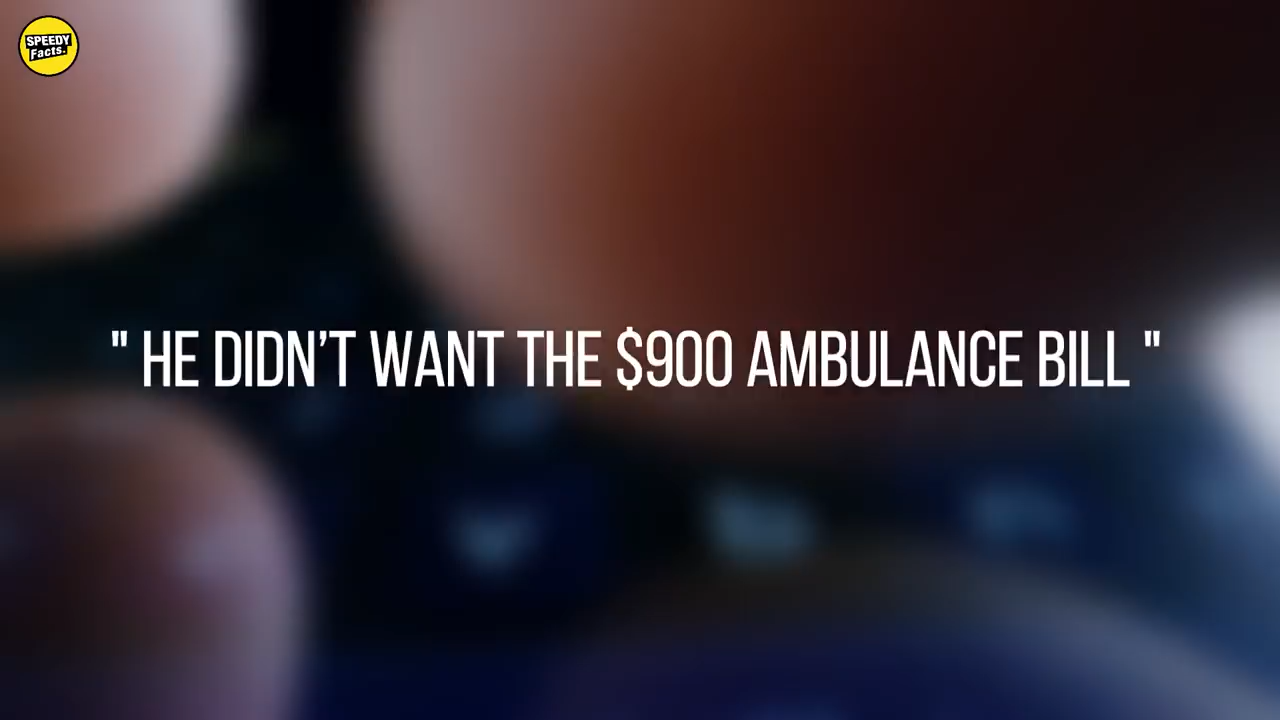 SPEEDY
Facts.
" HE DIDN’T WANT THE $900 AMBULANCE BILL "